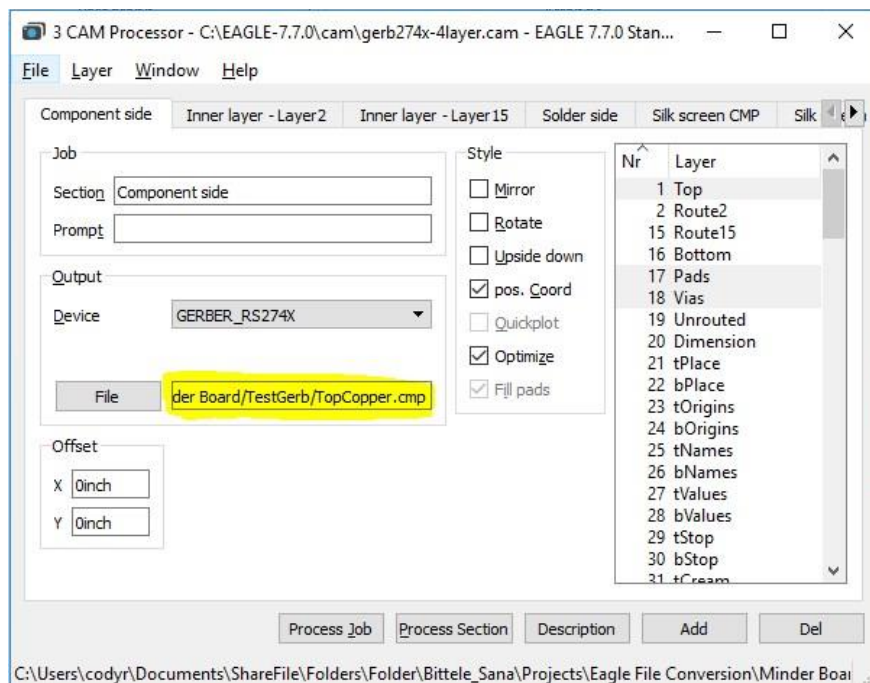 3 CAM Processor - C:\EAGLE-7.7.0\cam\gerb274x-4layer.cam - EAGLE 7.7.0 Stan...
File Layer Window Help
Component side Inner layer - Layer2 Inner layer - Layer15 Solder side Silk screen CMP Silk
Job
Section Component side
Prompt
Output
Device GERBER_RS274X
File der Board/TestGerb/TopCopper.cmp
Offset
X 0inch
Y 0inch
Style
Mirror
Rotate
Upside down
pos. Coord
Quickplot
Optimize
Fill pads
Nr Layer
1 Top
2 Route2
15 Route15
16 Bottom
17 Pads
18 Vias
19 Unrouted
20 Dimension
21 tPlace
22 bPlace
23 tOrigins
24 bOrigins
25 tNames
26 bNames
27 tValues
28 bValues
29 tStop
30 bStop
31 tCream
Process Job Process Section Description Add Del
C:\Users\codyr\Documents\ShareFile\Folders\Folder\Bittele_Sana\Projects\Eagle File Conversion\Minder Boar